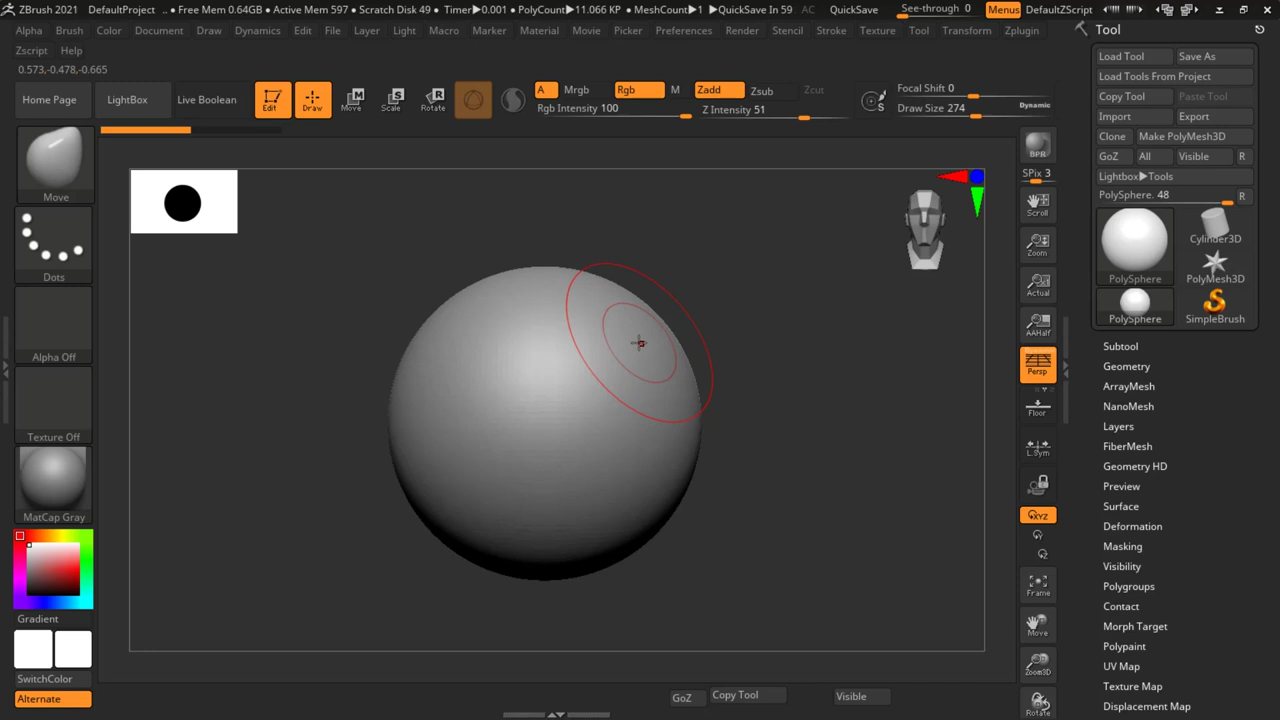 ZBrush 2021 DefaultProject .. • Free Mem 0.64GB • Active Mem 597 • Scratch Disk 49 • Timer▶0.001 • PolyCount▶11.066 KP • MeshCount▶1 ▶QuickSave In 59 AC QuickSave See-through 0 Menus DefaultZScript
Alpha Brush Color Document Draw Dynamics Edit File Layer Light Macro Marker Material Movie Picker Preferences Render Stencil Stroke Texture Tool Transform Zplugin
Zscript Help
0.573,-0.478,-0.665
Home Page LightBox Live Boolean Edit Draw Move Scale Rotate
A Mrgb Rgb M Zadd Zsub Zcut
Rgb Intensity 100 Z Intensity 51
S
Focal Shift 0
Draw Size 274 Dynamic
Move
Dots
Alpha Off
Texture Off
MatCap Gray
Gradient
SwitchColor
Alternate
BPR
SPix 3
Scroll
Zoom
Actual
AAHalf
Persp
Floor
L.Sym
XYZ
Y
Z
Frame
Move
Zoom3D
Rotate
Tool
Load Tool Save As
Load Tools From Project
Copy Tool Paste Tool
Import Export
Clone Make PolyMesh3D
GoZ All Visible R
Lightbox▶Tools
PolySphere. 48 R
PolySphere Cylinder3D
PolyMesh3D
PolySphere SimpleBrush
Subtool
Geometry
ArrayMesh
NanoMesh
Layers
FiberMesh
Geometry HD
Preview
Surface
Deformation
Masking
Visibility
Polygroups
Contact
Morph Target
Polypaint
UV Map
Texture Map
Displacement Map
GoZ Copy Tool Visible